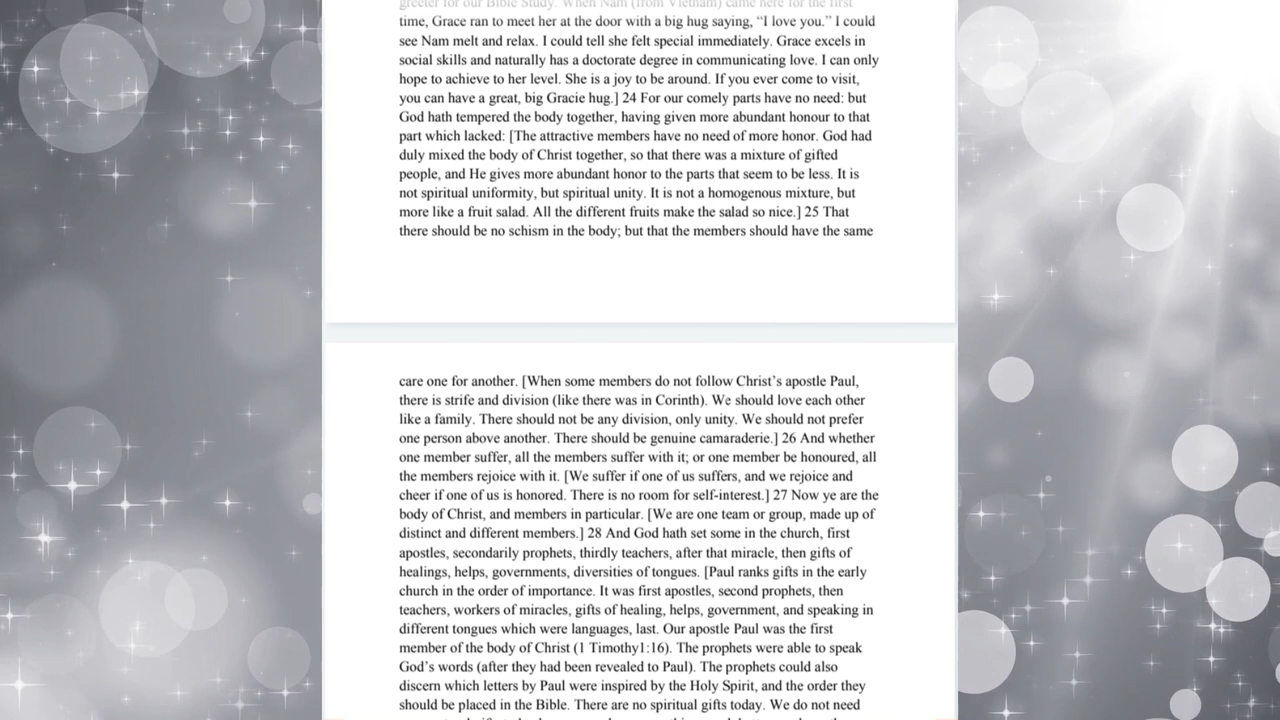 greeter for our Bible Study. When Nam (from Vietnam) came here for the first
time, Grace ran to meet her at the door with a big hug saying, “I love you.” I could
see Nam melt and relax. I could tell she felt special immediately. Grace excels in
social skills and naturally has a doctorate degree in communicating love. I can only
hope to achieve to her level. She is a joy to be around. If you ever come to visit,
you can have a great, big Gracie hug.] 24 For our comely parts have no need: but
God hath tempered the body together, having given more abundant honour to that
part which lacked: [The attractive members have no need of more honor. God had
duly mixed the body of Christ together, so that there was a mixture of gifted
people, and He gives more abundant honor to the parts that seem to be less. It is
not spiritual uniformity, but spiritual unity. It is not a homogenous mixture, but
more like a fruit salad. All the different fruits make the salad so nice.] 25 That
there should be no schism in the body; but that the members should have the same
care one for another. [When some members do not follow Christ’s apostle Paul,
there is strife and division (like there was in Corinth). We should love each other
like a family. There should not be any division, only unity. We should not prefer
one person above another. There should be genuine camaraderie.] 26 And whether
one member suffer, all the members suffer with it; or one member be honoured, all
the members rejoice with it. [We suffer if one of us suffers, and we rejoice and
cheer if one of us is honored. There is no room for self-interest.] 27 Now ye are the
body of Christ, and members in particular. [We are one team or group, made up of
distinct and different members.] 28 And God hath set some in the church, first
apostles, secondarily prophets, thirdly teachers, after that miracle, then gifts of
healings, helps, governments, diversities of tongues. [Paul ranks gifts in the early
church in the order of importance. It was first apostles, second prophets, then
teachers, workers of miracles, gifts of healing, helps, government, and speaking in
different tongues which were languages, last. Our apostle Paul was the first
member of the body of Christ (1 Timothy1:16). The prophets were able to speak
God’s words (after they had been revealed to Paul). The prophets could also
discern which letters by Paul were inspired by the Holy Spirit, and the order they
should be placed in the Bible. There are no spiritual gifts today. We do not need